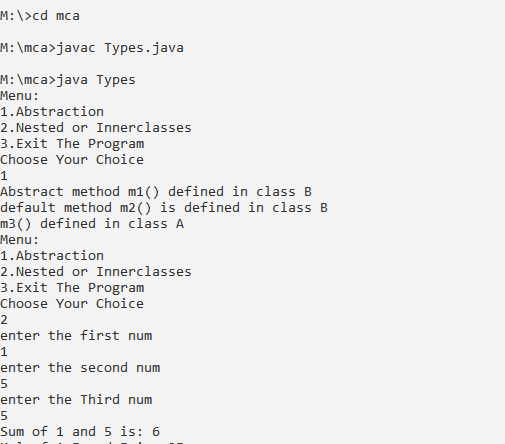 M:\>cd mca
M:\mca>javac Types.java
M:\mca>java Types
Menu:
1.Abstraction
2.Nested or Innerclasses
3.Exit The Program
Choose Your Choice
1
Abstract method m1() defined in class B
default method m2() is defined in class B
m3() defined in class A
Menu:
1.Abstraction
2.Nested or Innerclasses
3.Exit The Program
Choose Your Choice
2
enter the first num
1
enter the second num
5
enter the Third num
5
Sum of 1 and 5 is: 6